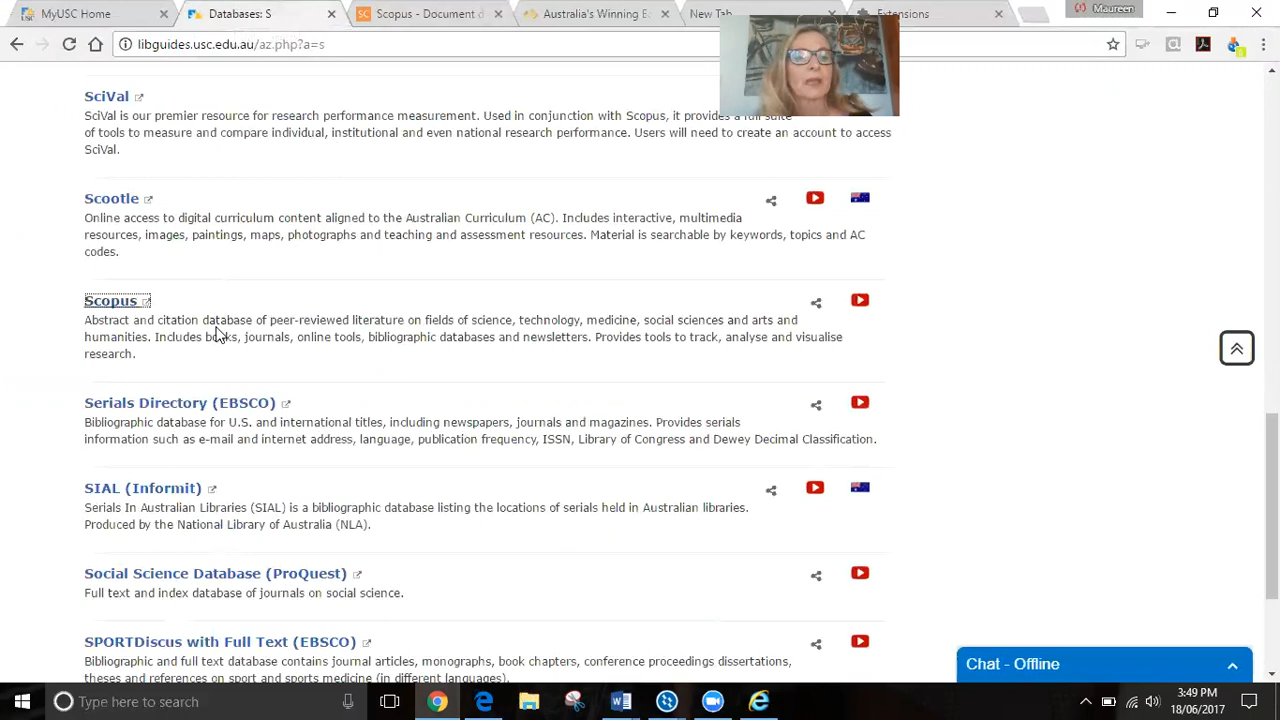 MyUSC Home
Databases: S
Scopus - Document d
Australia's Winning E
New Tab
Extensions
Maureen
libguides.usc.edu.au/az.php?a=s
SciVal
SciVal is our premier resource for research performance measurement. Used in conjunction with Scopus, it provides a full suite
of tools to measure and compare individual, institutional and even national research performance. Users will need to create an account to access
SciVal.
Scootle
Online access to digital curriculum content aligned to the Australian Curriculum (AC). Includes interactive, multimedia
resources, images, paintings, maps, photographs and teaching and assessment resources. Material is searchable by keywords, topics and AC
codes.
Scopus
Abstract and citation database of peer-reviewed literature on fields of science, technology, medicine, social sciences and arts and
humanities. Includes books, journals, online tools, bibliographic databases and newsletters. Provides tools to track, analyse and visualise
research.
Serials Directory (EBSCO)
Bibliographic database for U.S. and international titles, including newspapers, journals and magazines. Provides serials
information such as e-mail and internet address, language, publication frequency, ISSN, Library of Congress and Dewey Decimal Classification.
SIAL (Informit)
Serials In Australian Libraries (SIAL) is a bibliographic database listing the locations of serials held in Australian libraries.
Produced by the National Library of Australia (NLA).
Social Science Database (ProQuest)
Full text and index database of journals on social science.
SPORTDiscus with Full Text (EBSCO)
Bibliographic and full text database contains journal articles, monographs, book chapters, conference proceedings dissertations,
theses and references on sport and sports medicine (in different languages).
Chat - Offline
Type here to search
3:49 PM
18/06/2017